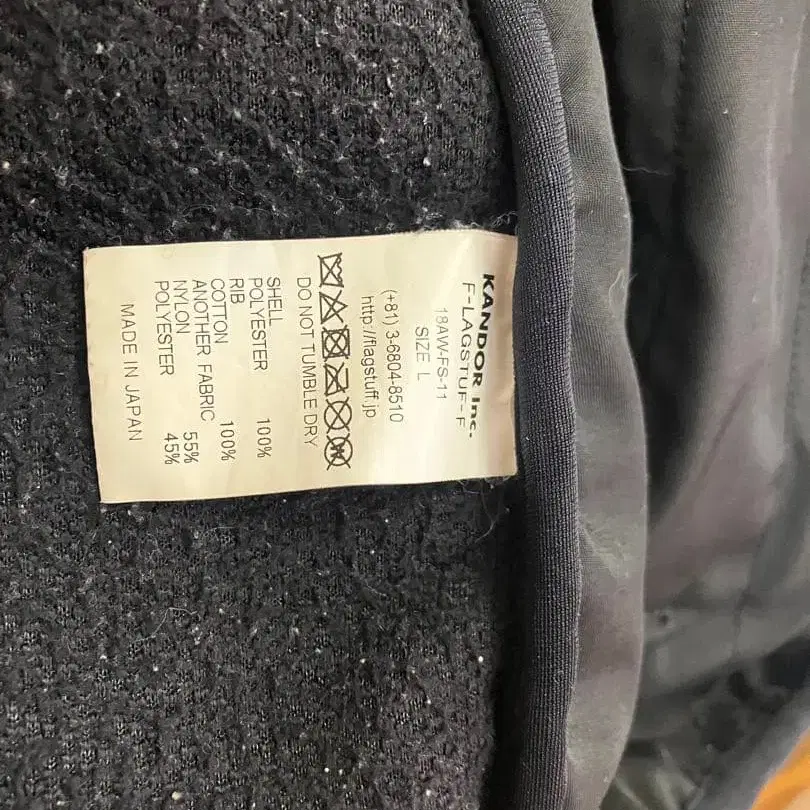 KANDOR Inc.
F-LAGSTUF-F
18AW-FS-11
SIZE L
(+81) 3-6804-8510
http://flagstuff.jp
DO NOT TUMBLE DRY
SHELL
POLYESTER 100%
RIB
COTTON 100%
ANOTHER FABRIC
NYLON 55%
POLYESTER 45%
MADE IN JAPAN